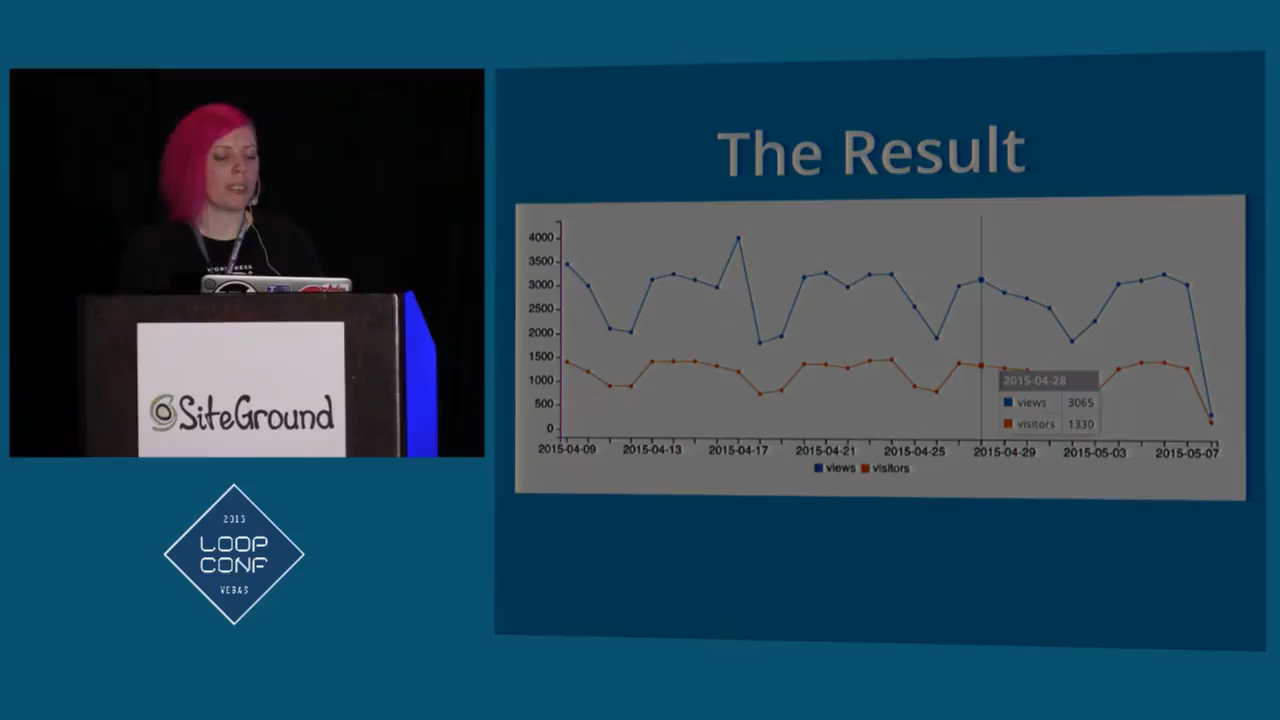 The Result
4000
3500
3000
2500
2000
1500
1000
500
0
2015-04-28
views 3065
visitors 1330
2015-04-09 2015-04-13 2015-04-17 2015-04-21 2015-04-25 2015-04-29 2015-05-03 2015-05-07
views visitors
SiteGround
2015
LOOP
CONF
VEGAS